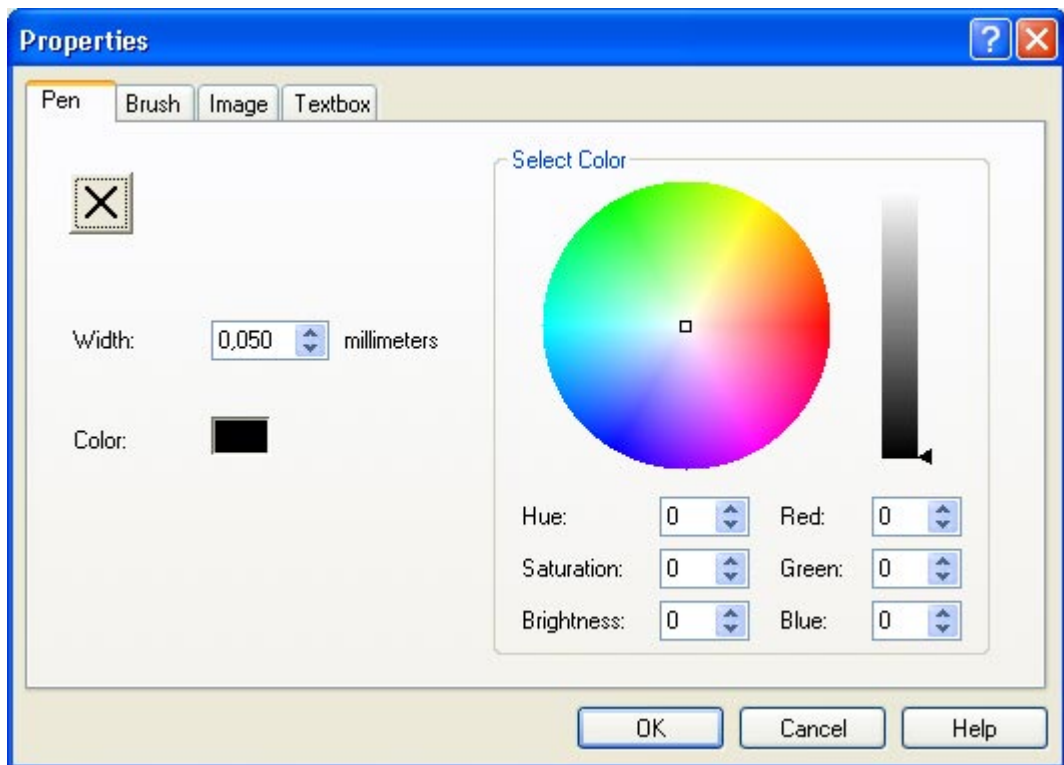 Properties
Pen Brush Image Textbox
Select Color
Width: 0,050 millimeters
Color:
Hue: 0 Red: 0
Saturation: 0 Green: 0
Brightness: 0 Blue: 0
OK Cancel Help